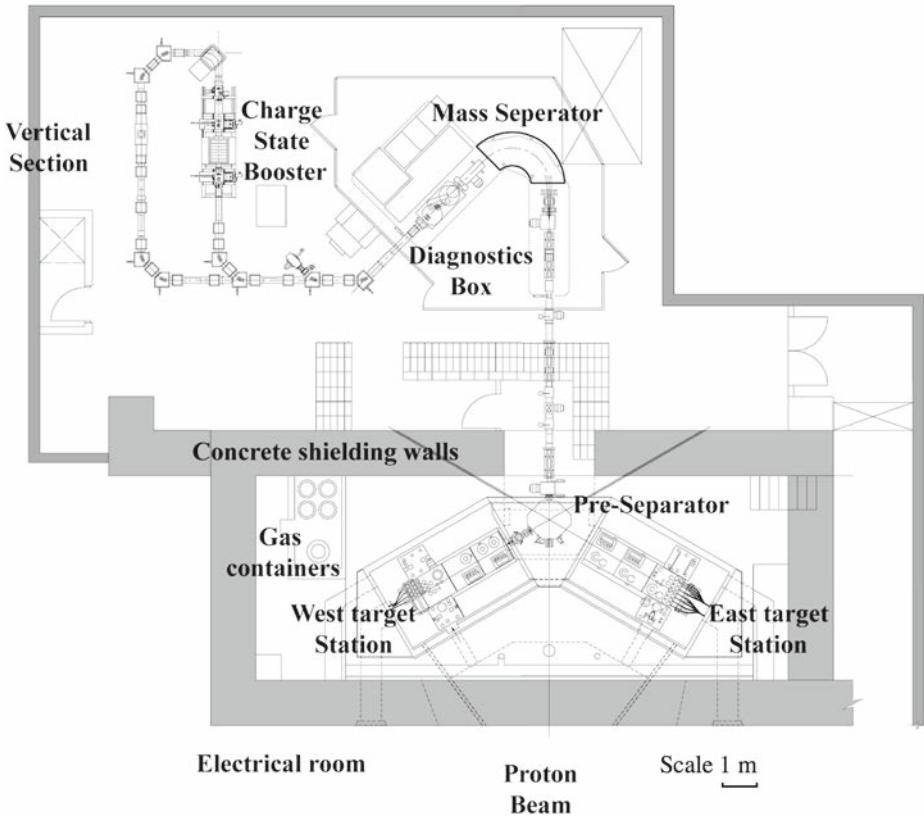 Vertical
Section
Charge
State
Booster
Mass Seperator
Diagnostics
Box
Concrete shielding walls
Pre-Separator
Gas
containers
West target
Station
East target
Station
Electrical room
Proton
Beam
Scale 1 m